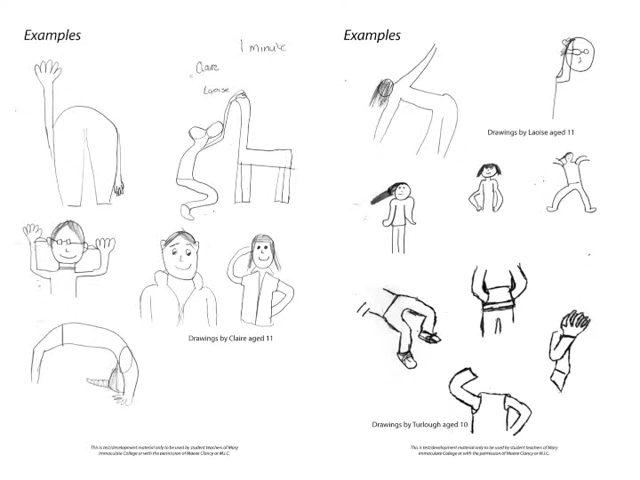 Examples
1 minute
Claire
Laoise
Drawings by Claire aged 11
This is test/development material only to be used by student teachers of Mary
Immaculate College or with the permission of Maeve Clancy or M.I.C.
Examples
Drawings by Laoise aged 11
Drawings by Turlough aged 10
This is test/development material only to be used by student teachers of Mary
Immaculate College or with the permission of Maeve Clancy or M.I.C.